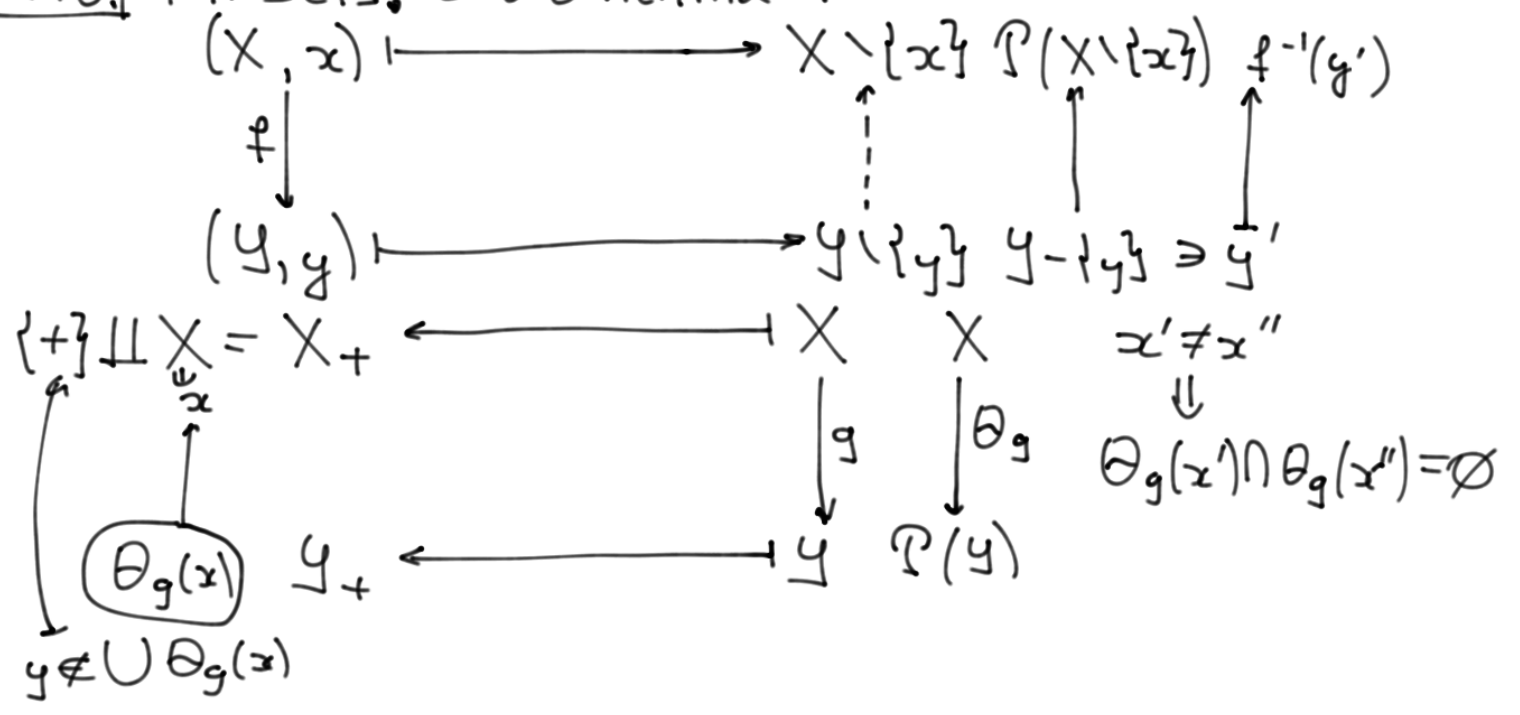 (X, x) ↦ X∖{x} P(X∖{x}) f⁻¹(y')
f
(Y, y) ↦ Y∖{y} Y−{y} ∋ y'
{+} ⨿ X = X₊ X X x' ≠ x''
x
⇓
g θ_g θ_g(x') ∩ θ_g(x'') = ∅
θ_g(x) Y₊ Y P(Y)
y ∉ ⋃ θ_g(x)